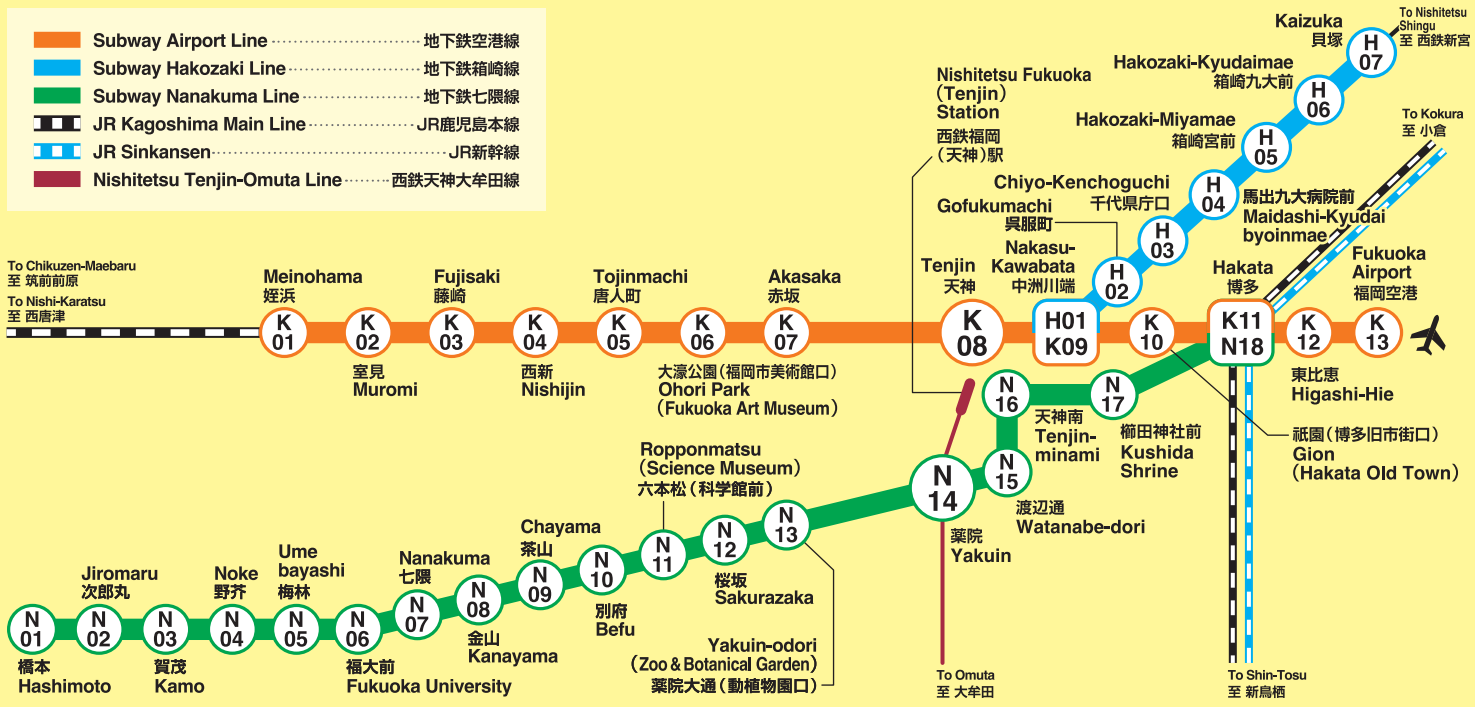 Subway Airport Line 地下鉄空港線
Subway Hakozaki Line 地下鉄箱崎線
Subway Nanakuma Line 地下鉄七隈線
JR Kagoshima Main Line JR鹿児島本線
JR Sinkansen JR新幹線
Nishitetsu Tenjin-Omuta Line 西鉄天神大牟田線
To Nishitetsu
Shingu
至 西鉄新宮
Kaizuka
貝塚
H
07
Hakozaki-Kyudaimae
箱崎九大前
H
06
Hakozaki-Miyamae
箱崎宮前
H
05
Chiyo-Kenchoguchi
千代県庁口
H
04
馬出九大病院前
Maidashi-Kyudai
byoinmae
H
03
Gofukumachi
呉服町
H
02
Nishitetsu Fukuoka
(Tenjin)
Station
西鉄福岡
(天神)駅
To Kokura
至 小倉
To Chikuzen-Maebaru
至 筑前前原
To Nishi-Karatsu
至 西唐津
Meinohama
姪浜
K
01
K
02
室見
Muromi
Fujisaki
藤崎
K
03
K
04
西新
Nishijin
Tojinmachi
唐人町
K
05
K
06
大濠公園(福岡市美術館口)
Ohori Park
(Fukuoka Art Museum)
Akasaka
赤坂
K
07
Tenjin
天神
K
08
Nakasu-
Kawabata
中洲川端
H01
K09
K
10
祇園(博多旧市街口)
Gion
(Hakata Old Town)
Hakata
博多
K11
N18
K
12
東比恵
Higashi-Hie
Fukuoka
Airport
福岡空港
K
13
N
16
天神南
Tenjin-
minami
N
17
櫛田神社前
Kushida
Shrine
N
15
渡辺通
Watanabe-dori
N
14
薬院
Yakuin
Ropponmatsu
(Science Museum)
六本松(科学館前)
N
11
N
12
桜坂
Sakurazaka
N
13
Yakuin-odori
(Zoo & Botanical Garden)
薬院大通(動植物園口)
Chayama
茶山
N
09
N
10
別府
Befu
Nanakuma
七隈
N
07
N
08
金山
Kanayama
Ume
bayashi
梅林
N
05
N
06
福大前
Fukuoka University
Noke
野芥
N
04
Jiromaru
次郎丸
N
02
N
03
賀茂
Kamo
N
01
橋本
Hashimoto
To Omuta
至 大牟田
To Shin-Tosu
至 新鳥栖